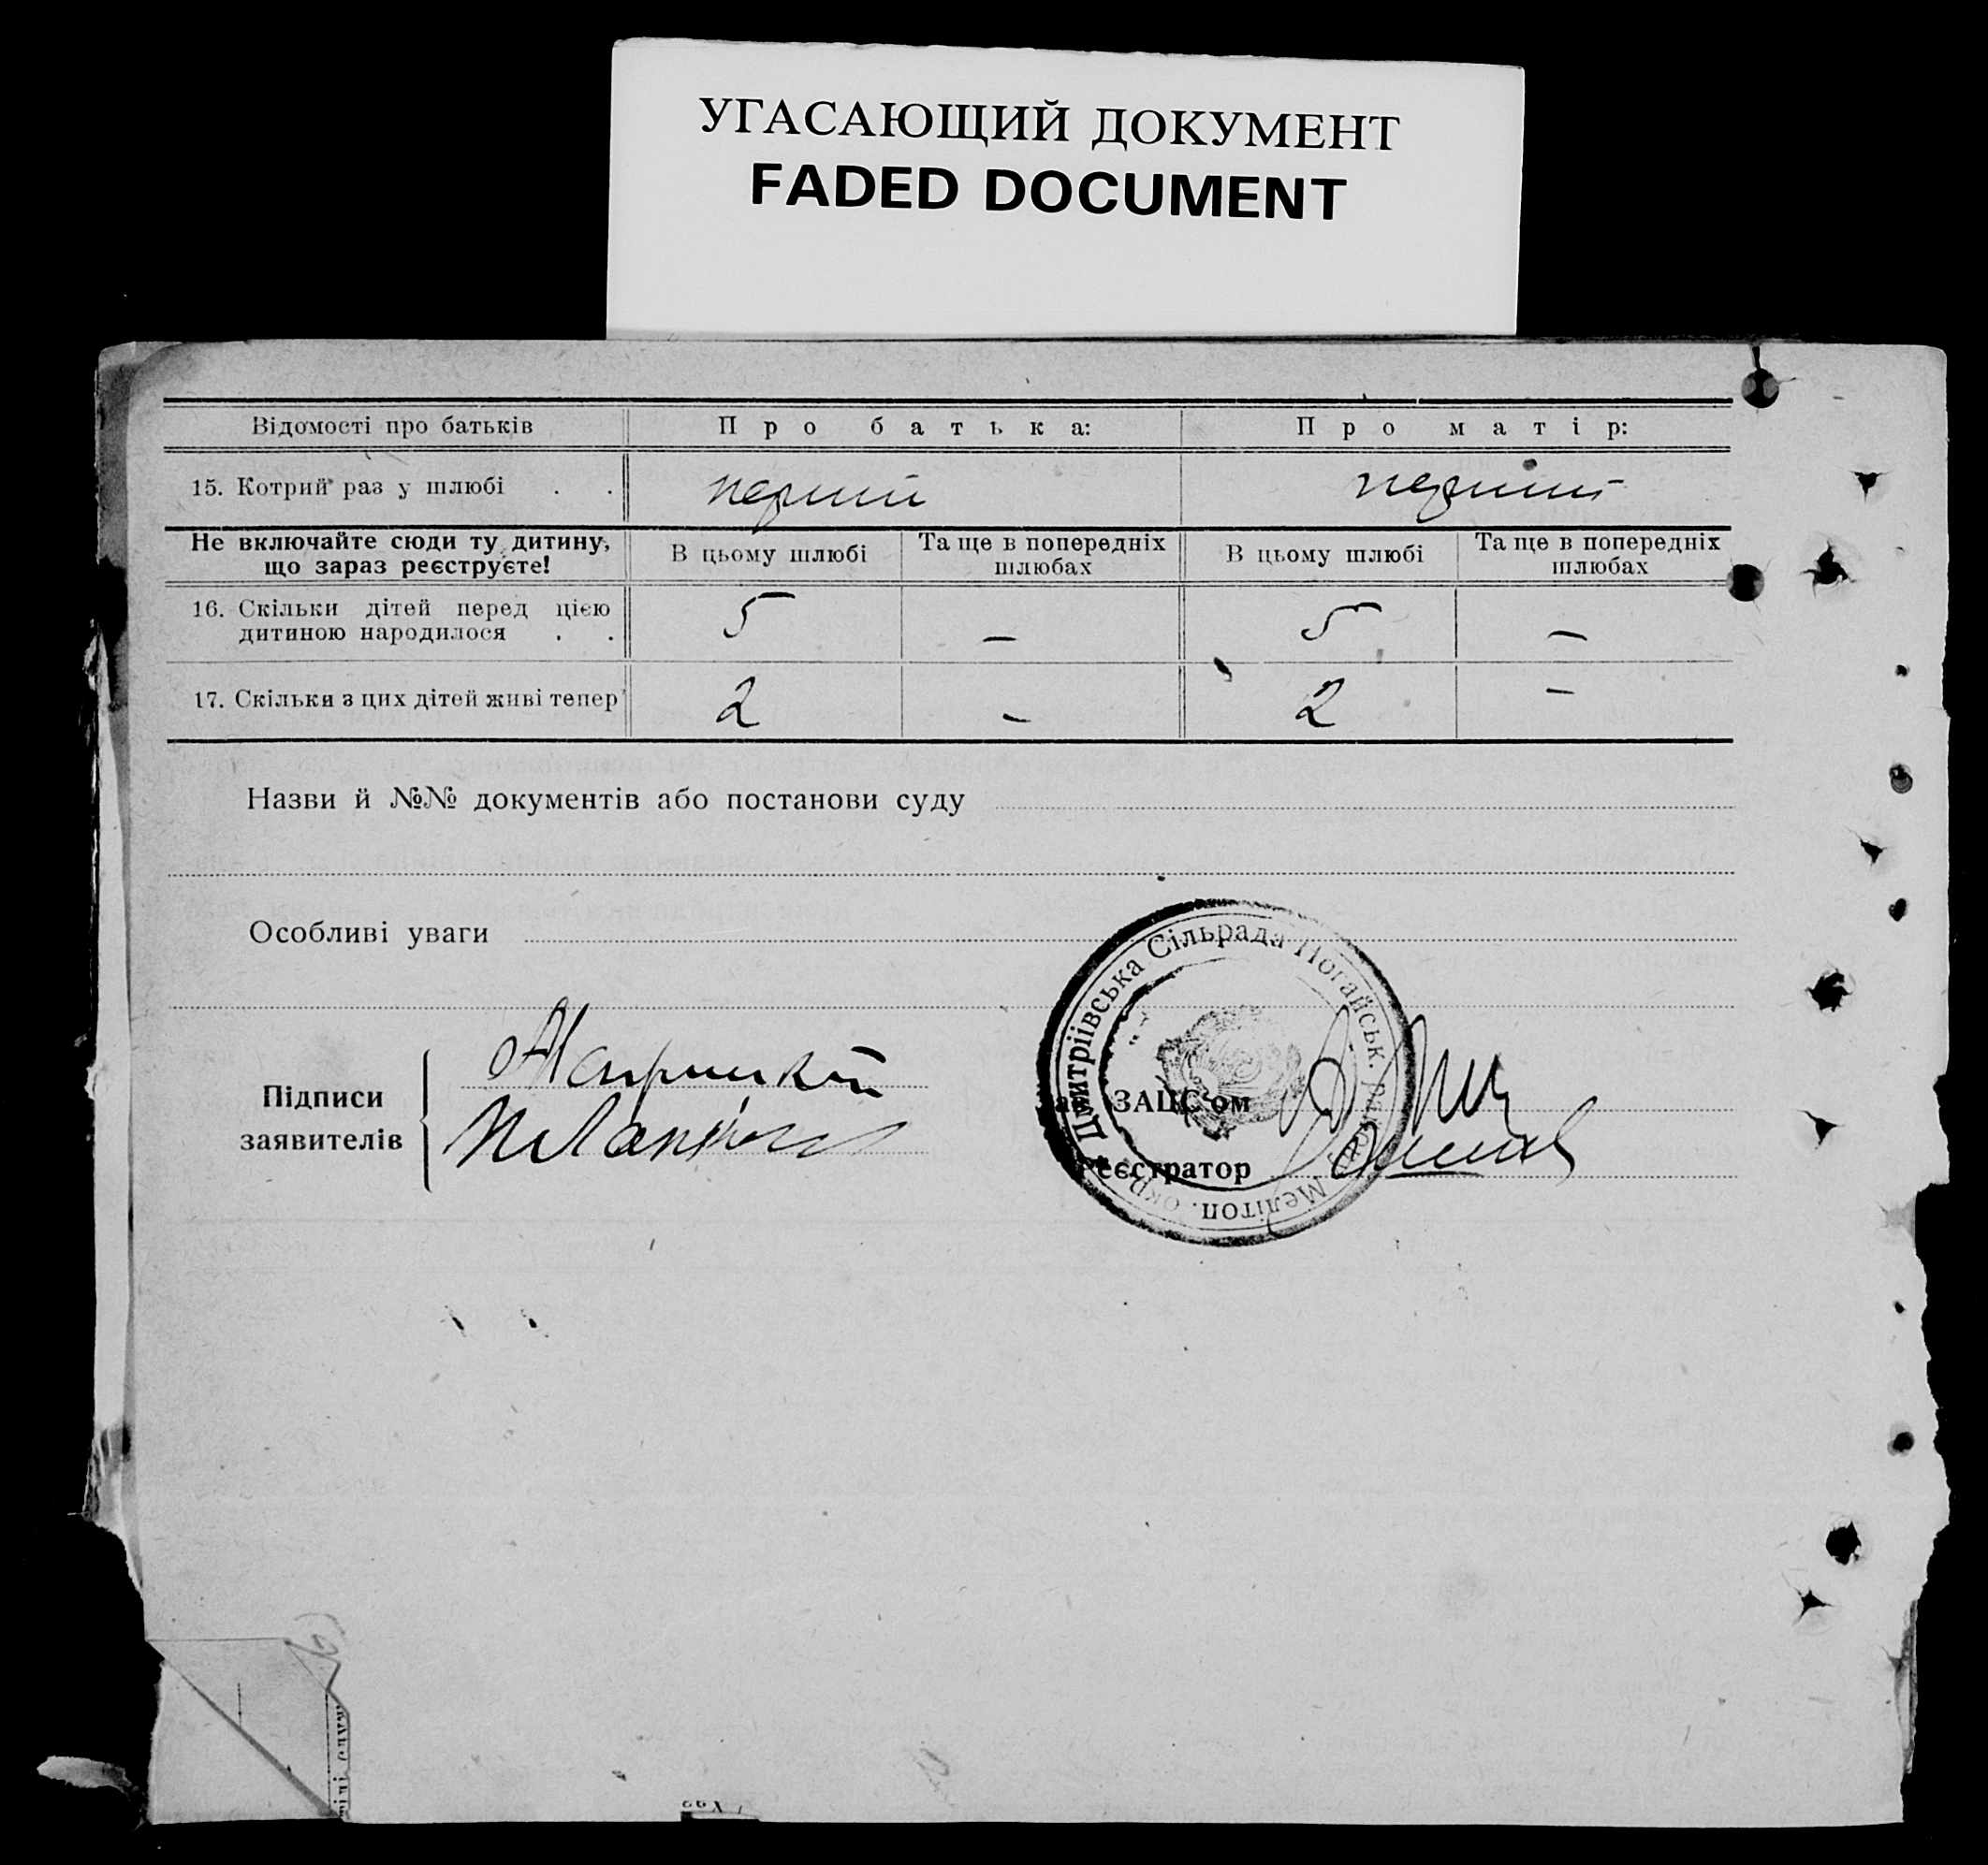 УГАСАЮЩИЙ ДОКУМЕНТ
FADED DOCUMENT
Відомості про батьків Про батька: Про матір:
15. Котрий раз у шлюбі . . перший перший
Не включайте сюди ту дитину, що зараз реєструєте! В цьому шлюбі Та ще в попередніх шлюбах В цьому шлюбі Та ще в попередніх шлюбах
16. Скільки дітей перед цією дитиною народилося . . 5 — 5 —
17. Скільки з цих дітей живі тепер 2 — 2 —
Назви й №№ документів або постанови суду
Особливі уваги
Дмитріївська Сільрада Ногайськ. Мелітоп. окр.
Підписи заявителів
ЗАЦС'ом
Реєстратор